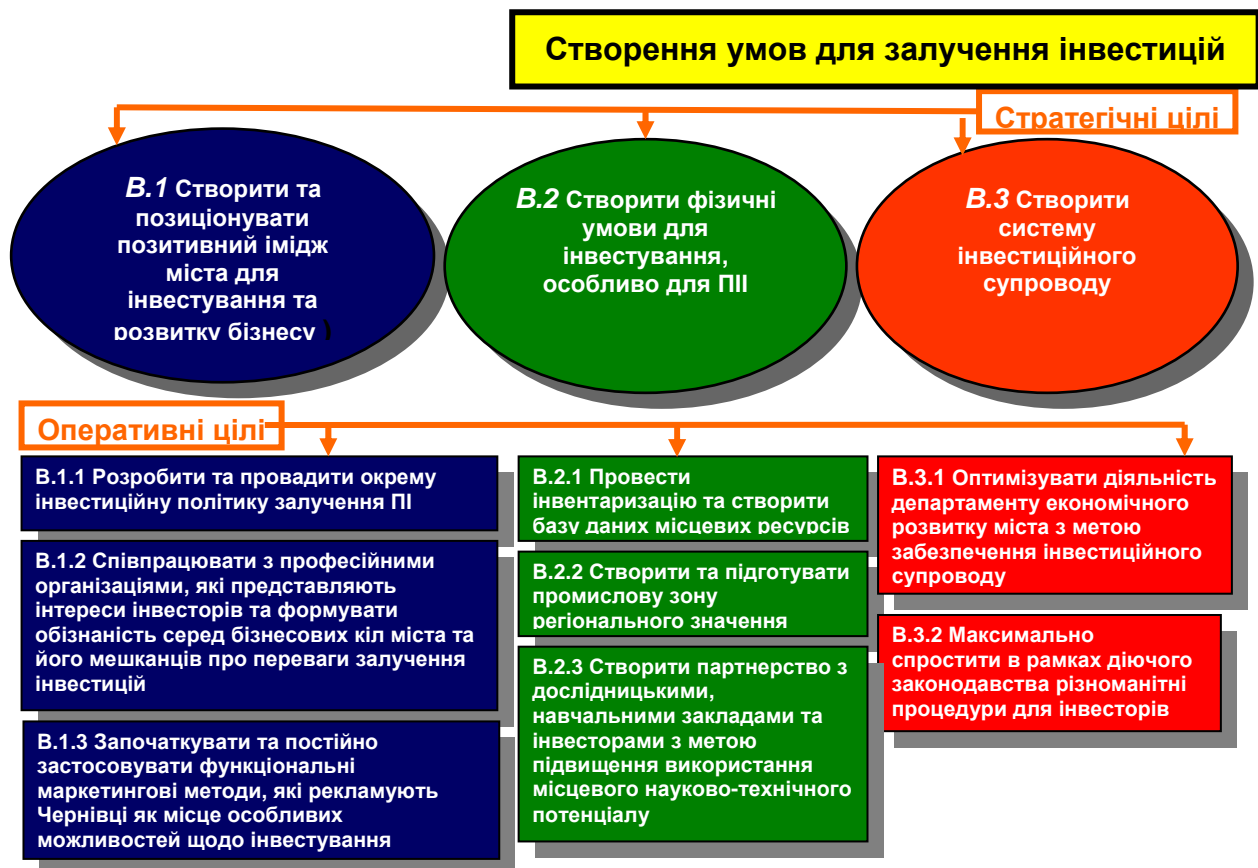 Створення умов для залучення інвестицій
Стратегічні цілі
В.1 Створити та
позиціонувати
позитивний імідж
міста для
інвестування та
розвитку бізнесу )
В.2 Створити фізичні
умови для
інвестування,
особливо для ПІІ
В.3 Створити
систему
інвестиційного
супроводу
Оперативні цілі
В.1.1 Розробити та провадити окрему
інвестиційну політику залучення ПІ
В.1.2 Співпрацювати з професійними
організаціями, які представляють
інтереси інвесторів та формувати
обізнаність серед бізнесових кіл міста та
його мешканців про переваги залучення
інвестицій
В.1.3 Започаткувати та постійно
застосовувати функціональні
маркетингові методи, які рекламують
Чернівці як місце особливих
можливостей щодо інвестування
В.2.1 Провести
інвентаризацію та створити
базу даних місцевих ресурсів
В.2.2 Створити та підготувати
промислову зону
регіонального значення
В.2.3 Створити партнерство з
дослідницькими,
навчальними закладами та
інвесторами з метою
підвищення використання
місцевого науково-технічного
потенціалу
В.3.1 Оптимізувати діяльність
департаменту економічного
розвитку міста з метою
забезпечення інвестиційного
супроводу
В.3.2 Максимально
спростити в рамках діючого
законодавства різноманітні
процедури для інвесторів